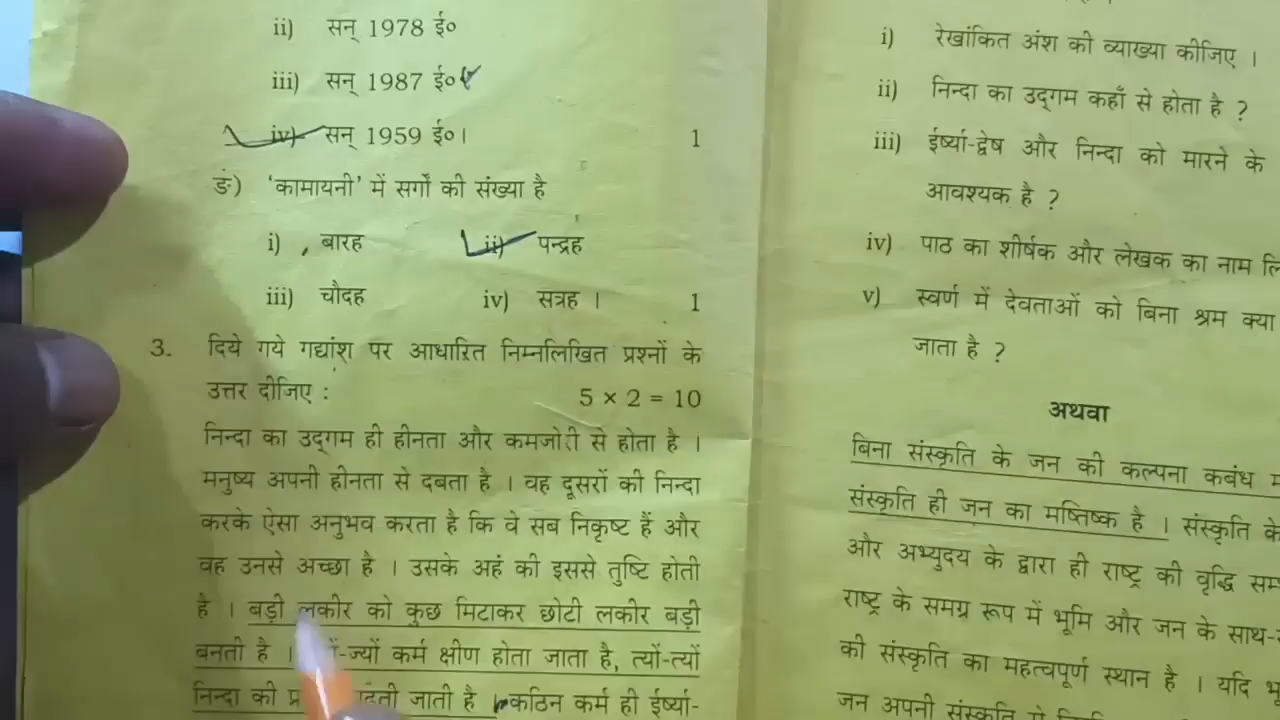 ii) सन् 1978 ई०
iii) सन् 1987 ई०
iv) सन् 1959 ई०। 1
ङ) 'कामायनी' में सर्गों की संख्या है
i) बारह ii) पन्द्रह
iii) चौदह iv) सत्रह । 1
3. दिये गये गद्यांश पर आधारित निम्नलिखित प्रश्नों के
उत्तर दीजिए : 5 × 2 = 10
निन्दा का उद्गम ही हीनता और कमजोरी से होता है ।
मनुष्य अपनी हीनता से दबता है । वह दूसरों की निन्दा
करके ऐसा अनुभव करता है कि वे सब निकृष्ट हैं और
वह उनसे अच्छा है । उसके अहं की इससे तुष्टि होती
है । बड़ी लकीर को कुछ मिटाकर छोटी लकीर बड़ी
बनती है । -ज्यों कर्म क्षीण होता जाता है, त्यों-त्यों
निन्दा की जाती है । कठिन कर्म ही ईर्ष्या-
i) रेखांकित अंश की व्याख्या कीजिए ।
ii) निन्दा का उद्गम कहाँ से होता है ?
iii) ईर्ष्या-द्वेष और निन्दा को मारने के
आवश्यक है ?
iv) पाठ का शीर्षक और लेखक का नाम
v) स्वर्ण में देवताओं को बिना श्रम क्या
जाता है ?
अथवा
बिना संस्कृति के जन की कल्पना कबंध
संस्कृति ही जन का मष्तिष्क है । संस्कृति के
और अभ्युदय के द्वारा ही राष्ट्र की वृद्धि
राष्ट्र के समग्र रूप में भूमि और जन के साथ-
की संस्कृति का महत्वपूर्ण स्थान है । यदि
जन अपनी संस्कृति से